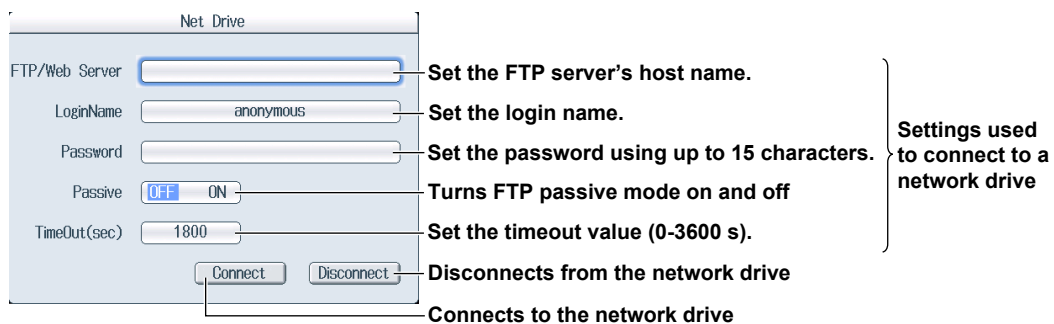 Net Drive
FTP/Web Server
Set the FTP server's host name.
LoginName
anonymous
Set the login name.
Password
Set the password using up to 15 characters.
Passive
OFF ON
Turns FTP passive mode on and off
TimeOut(sec)
1800
Set the timeout value (0-3600 s).
Settings used
to connect to a
network drive
Connect
Disconnect
Disconnects from the network drive
Connects to the network drive